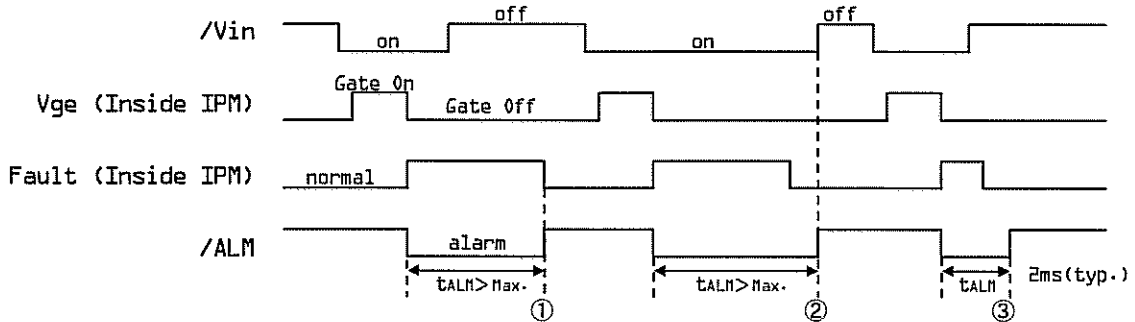 /Vin
on
off
on
off
Vge (Inside IPM)
Gate On
Gate Off
Fault (Inside IPM)
normal
/ALM
alarm
tALM> Max.
tALM> Max.
tALM
2ms(typ.)
①
②
③